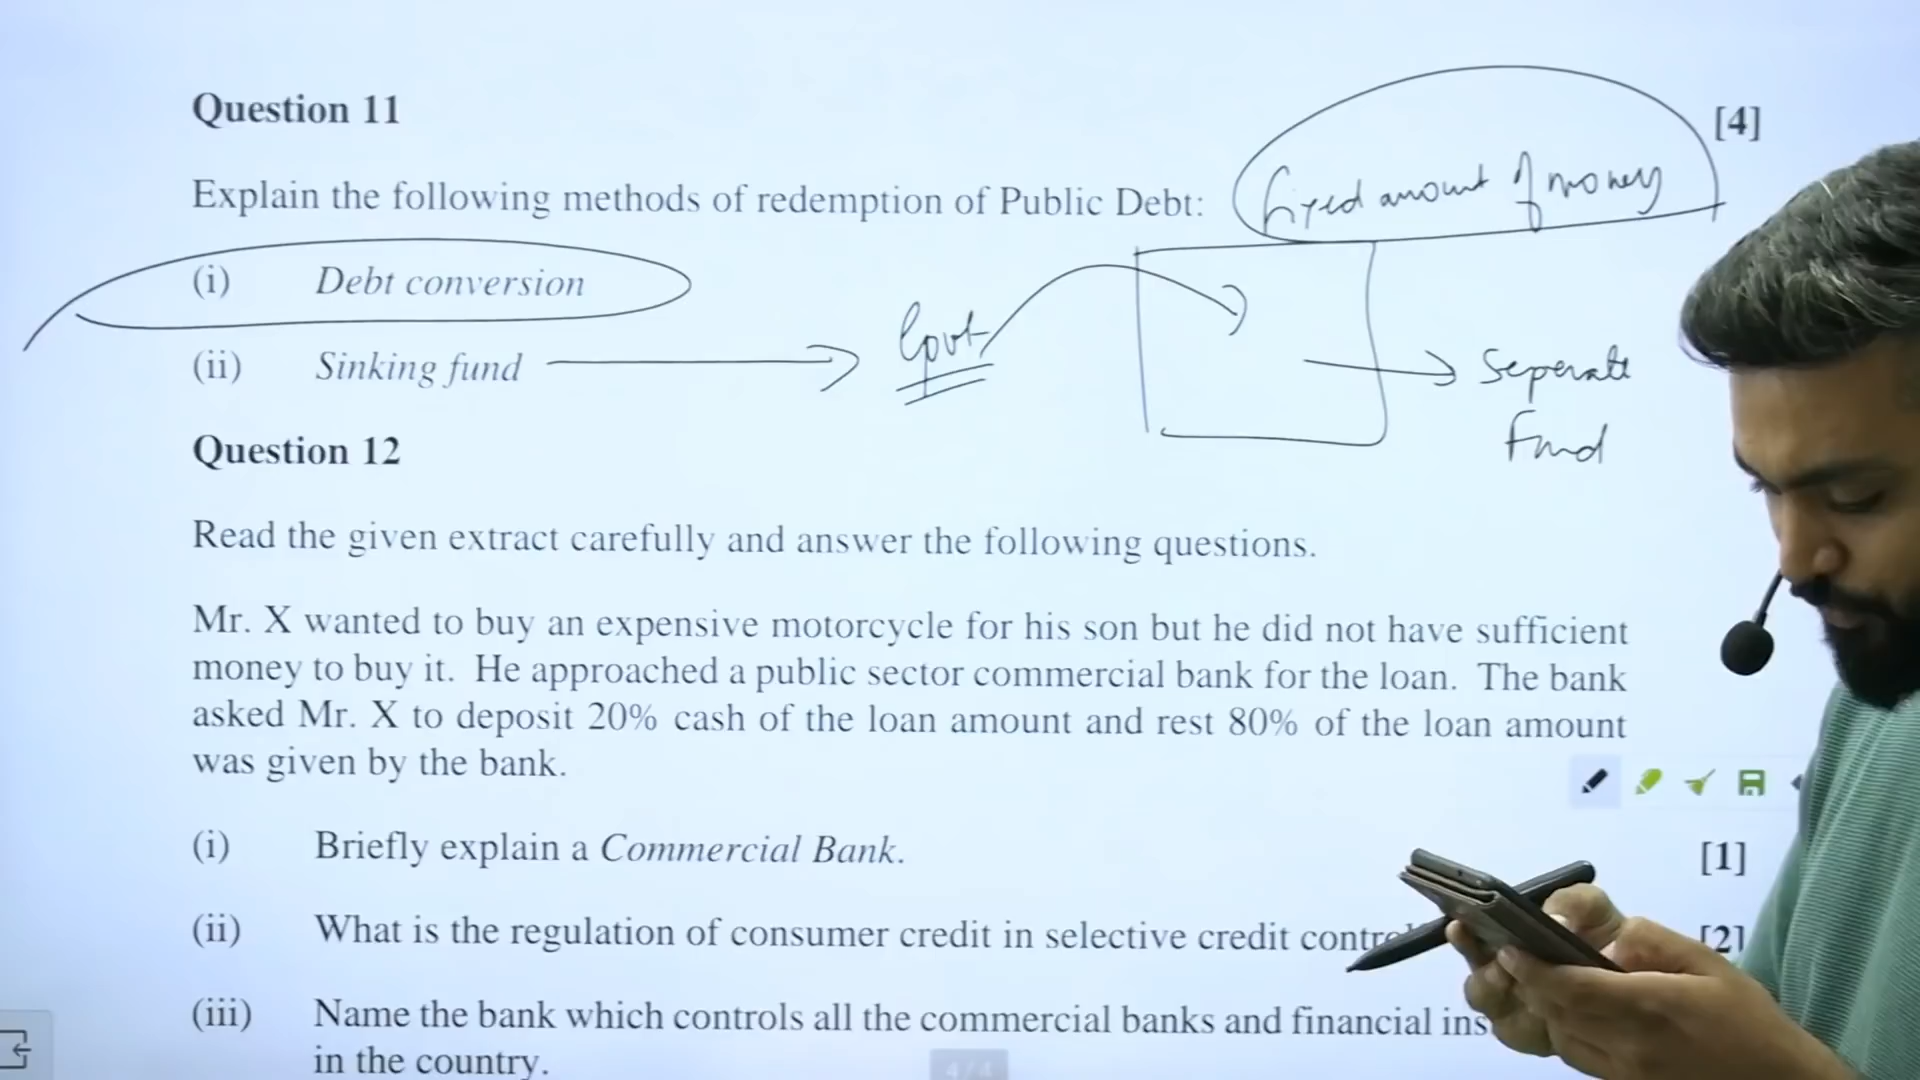 Question 11
[4]
Explain the following methods of redemption of Public Debt:
fixed amount of money
(i) Debt conversion
(ii) Sinking fund
Govt
Seperate
Fund
Question 12
Read the given extract carefully and answer the following questions.
Mr. X wanted to buy an expensive motorcycle for his son but he did not have sufficient
money to buy it. He approached a public sector commercial bank for the loan. The bank
asked Mr. X to deposit 20% cash of the loan amount and rest 80% of the loan amount
was given by the bank.
(i) Briefly explain a Commercial Bank. [1]
(ii) What is the regulation of consumer credit in selective credit [2]
(iii) Name the bank which controls all the commercial banks and financial
in the country.
4/4